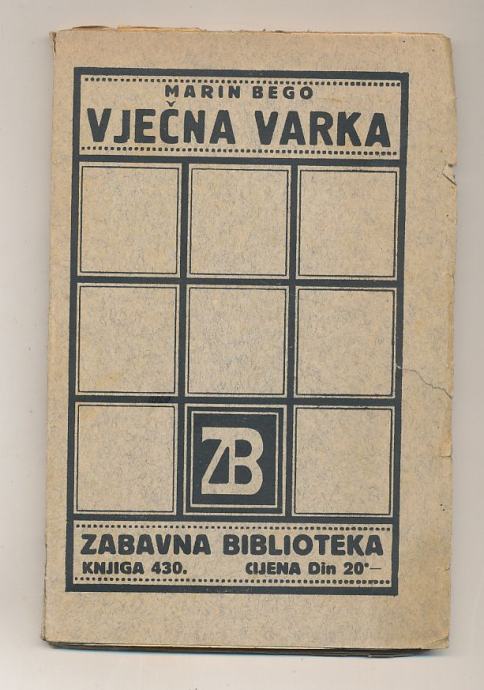 MARIN BEGO
VJEČNA VARKA
ZB
ZABAVNA BIBLIOTEKA
KNJIGA 430. CIJENA Din 20·—